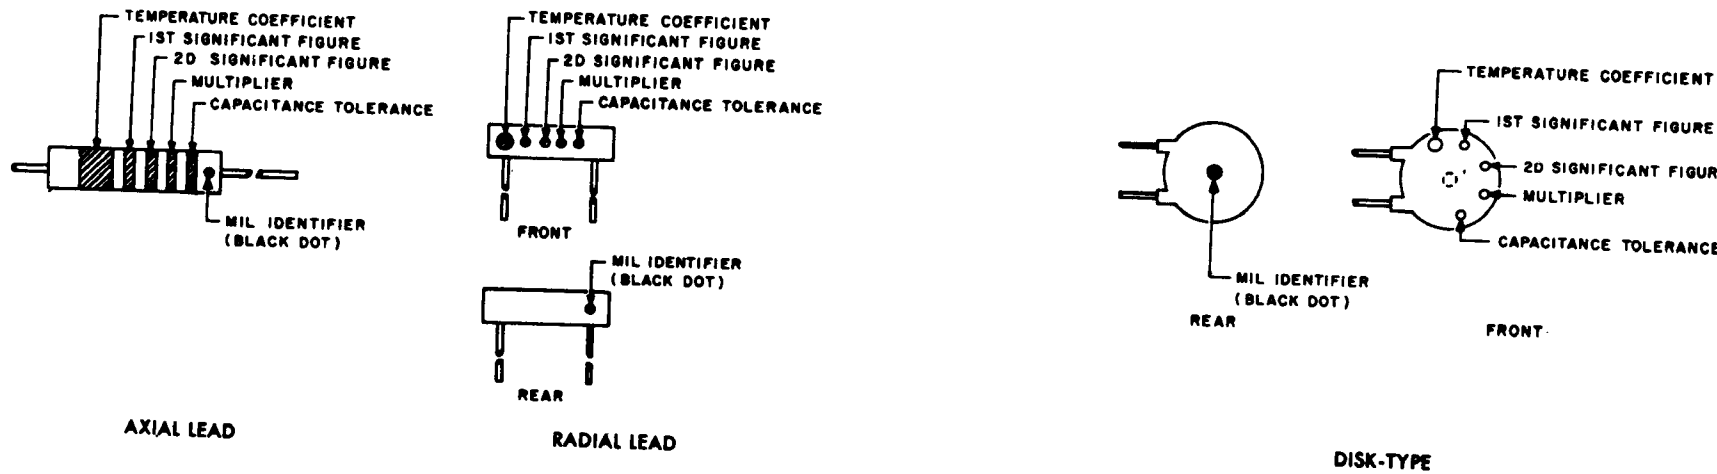 TEMPERATURE COEFFICIENT
1ST SIGNIFICANT FIGURE
2D SIGNIFICANT FIGURE
MULTIPLIER
CAPACITANCE TOLERANCE
MIL IDENTIFIER
(BLACK DOT)
AXIAL LEAD
TEMPERATURE COEFFICIENT
1ST SIGNIFICANT FIGURE
2D SIGNIFICANT FIGURE
MULTIPLIER
CAPACITANCE TOLERANCE
FRONT
MIL IDENTIFIER
(BLACK DOT)
REAR
RADIAL LEAD
MIL IDENTIFIER
(BLACK DOT)
REAR
TEMPERATURE COEFFICIENT
1ST SIGNIFICANT FIGURE
2D SIGNIFICANT FIGUR
MULTIPLIER
CAPACITANCE TOLERANCE
FRONT
DISK-TYPE